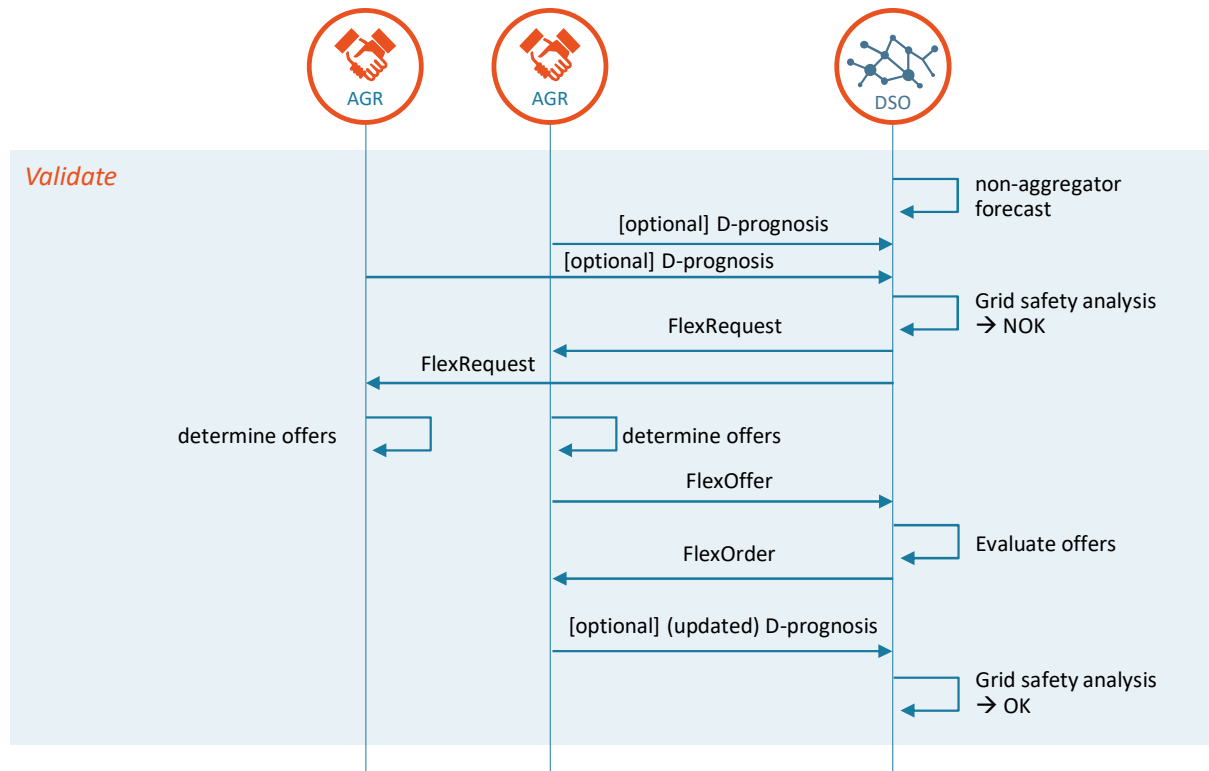 AGR
AGR
DSO
Validate
non-aggregator
forecast
[optional] D-prognosis
[optional] D-prognosis
Grid safety analysis
→ NOK
FlexRequest
FlexRequest
determine offers
determine offers
FlexOffer
Evaluate offers
FlexOrder
[optional] (updated) D-prognosis
Grid safety analysis
→ OK